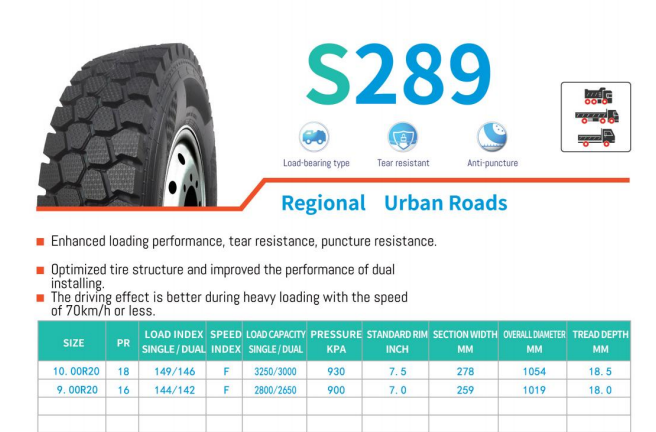 S289
Load-bearing type Tear resistant Anti-puncture
Regional Urban Roads
Enhanced loading performance, tear resistance, puncture resistance.
Optimized tire structure and improved the performance of dual
installing.
The driving effect is better during heavy loading with the speed
of 70km/h or less.
SIZE PR LOAD INDEX SINGLE / DUAL SPEED INDEX LOAD CAPACITY SINGLE / DUAL PRESSURE KPA STANDARD RIM INCH SECTION WIDTH MM OVERALL DIAMETER MM TREAD DEPTH MM
10.00R20 18 149/146 F 3250/3000 930 7.5 278 1054 18.5
9.00R20 16 144/142 F 2800/2650 900 7.0 259 1019 18.0